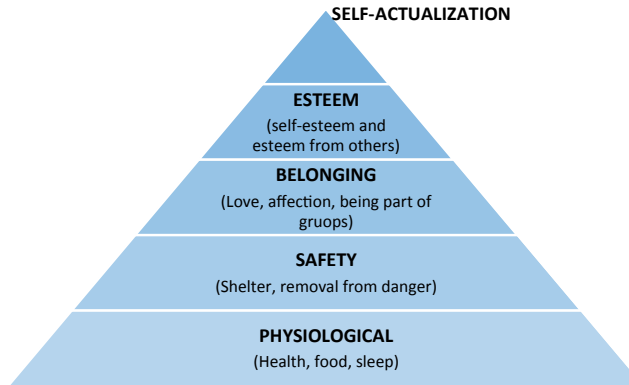 SELF-ACTUALIZATION
ESTEEM
(self-esteem and
esteem from others)
BELONGING
(Love, affection, being part of
gruops)
SAFETY
(Shelter, removal from danger)
PHYSIOLOGICAL
(Health, food, sleep)